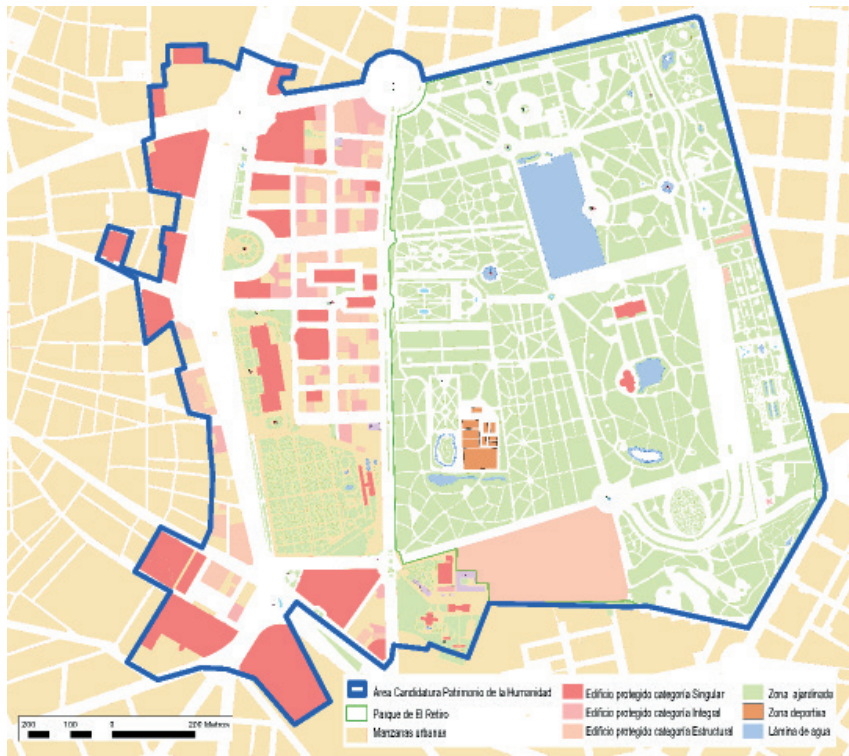 Área Candidatura Patrimonio de la Humanidad
Parque de El Retiro
Manzanas urbanas
Edificio protegido categoría Singular
Edificio protegido categoría Integral
Edificio protegido categoría Estructural
Zona ajardinada
Zona deportiva
Lámina de agua
200 100 0 200 Metros